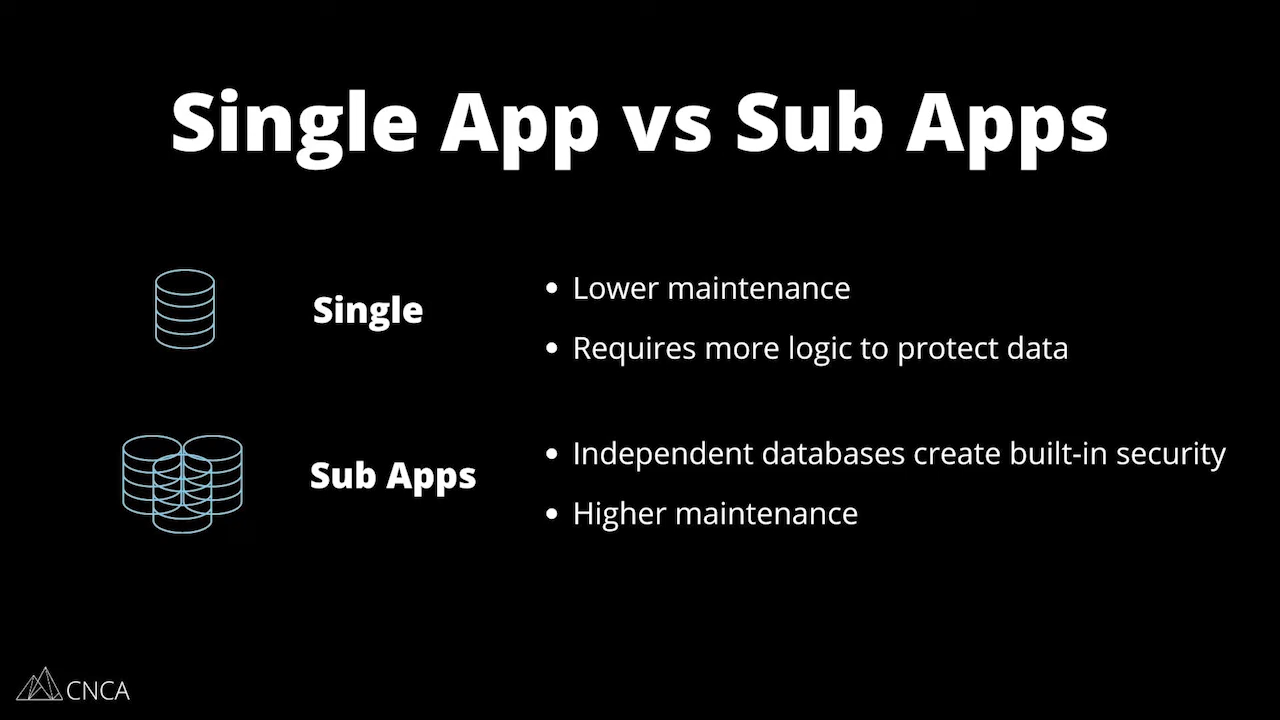 Single App vs Sub Apps
Single
• Lower maintenance
• Requires more logic to protect data
Sub Apps
• Independent databases create built-in security
• Higher maintenance
CNCA